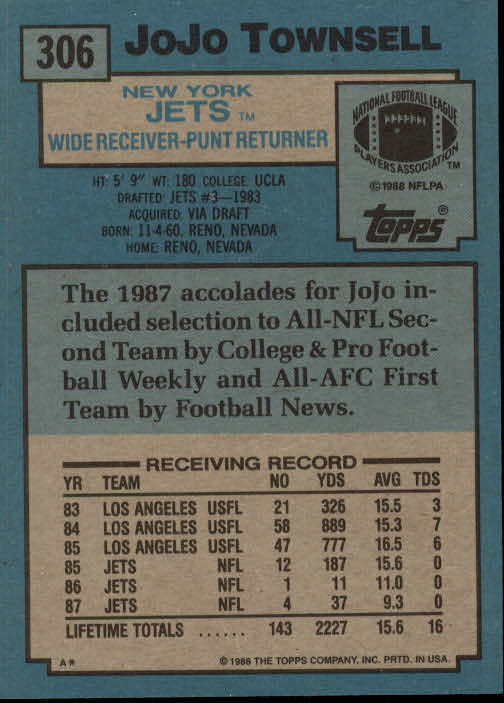 306
JoJo Townsell
NEW YORK
JETS TM
WIDE RECEIVER-PUNT RETURNER
NATIONAL FOOTBALL LEAGUE
PLAYERS ASSOCIATION TM
© 1988 NFLPA
TOPPS®
HT: 5' 9" WT: 180 COLLEGE: UCLA
DRAFTED: JETS #3—1983
ACQUIRED: VIA DRAFT
BORN: 11-4-60, RENO, NEVADA
HOME: RENO, NEVADA
The 1987 accolades for JoJo in-
cluded selection to All-NFL Sec-
ond Team by College & Pro Foot-
ball Weekly and All-AFC First
Team by Football News.
RECEIVING RECORD
YR TEAM NO YDS AVG TDS
83 LOS ANGELES USFL 21 326 15.5 3
84 LOS ANGELES USFL 58 889 15.3 7
85 LOS ANGELES USFL 47 777 16.5 6
85 JETS NFL 12 187 15.6 0
86 JETS NFL 1 11 11.0 0
87 JETS NFL 4 37 9.3 0
LIFETIME TOTALS ...... 143 2227 15.6 16
A* © 1988 THE TOPPS COMPANY, INC. PRTD. IN USA.